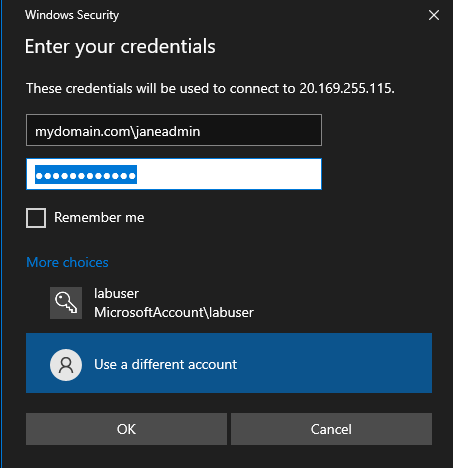 Windows Security
Enter your credentials
These credentials will be used to connect to 20.169.255.115.
mydomain.com\janeadmin
●●●●●●●●●●●●
Remember me
More choices
labuser
MicrosoftAccount\labuser
Use a different account
OK
Cancel